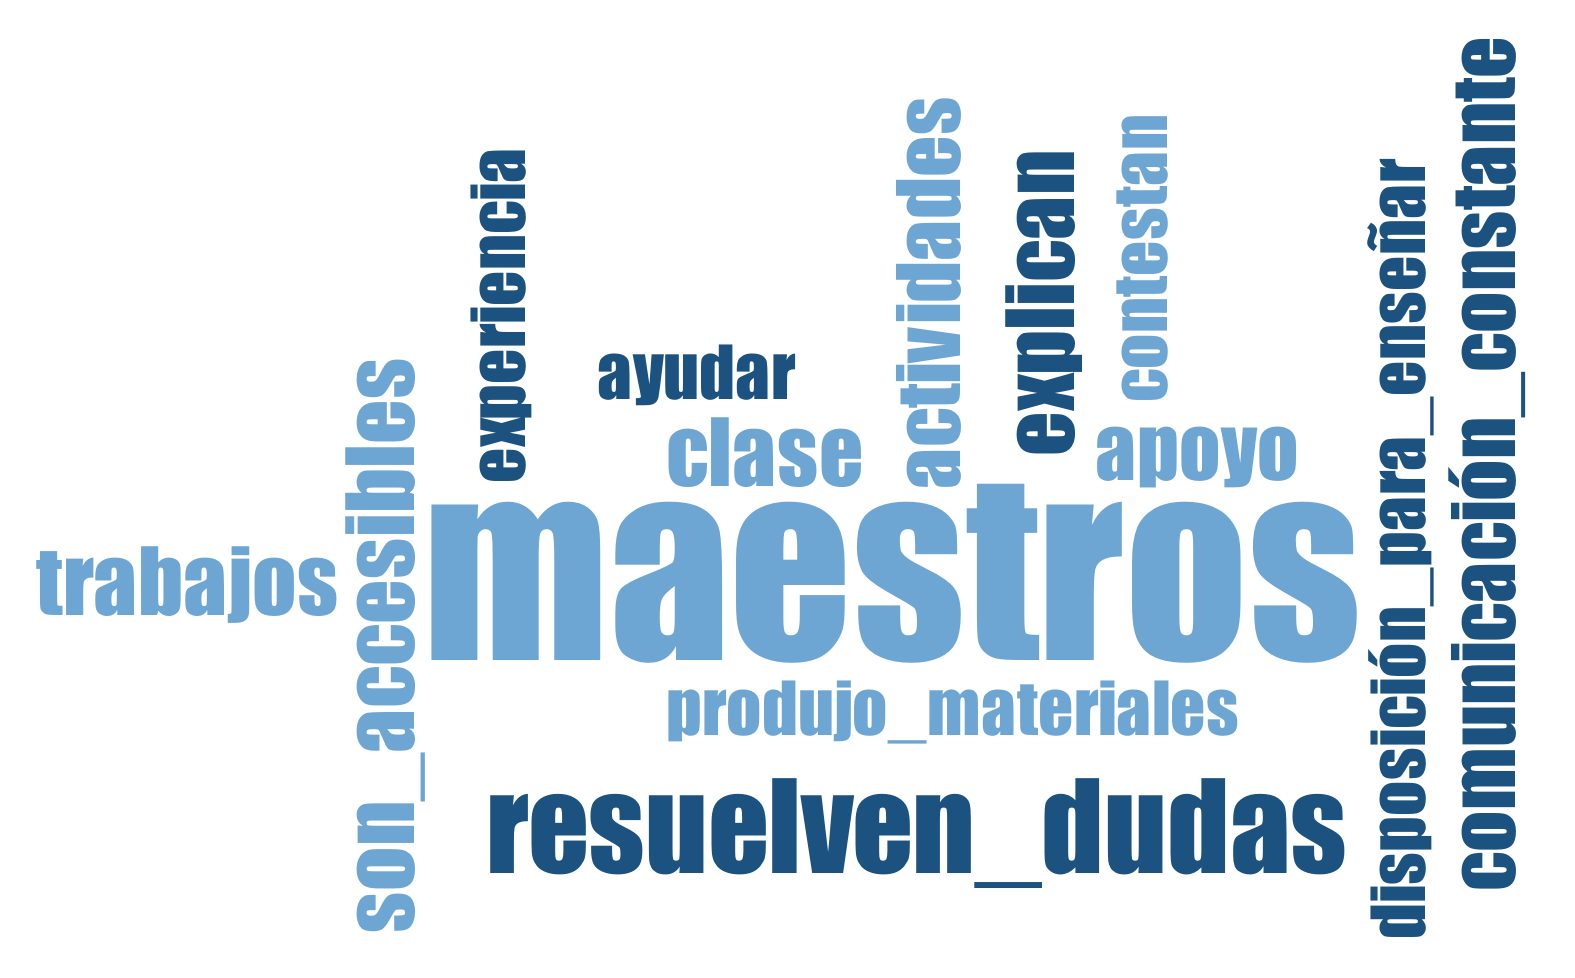 trabajos
son_accesibles
experiencia
ayudar
clase
actividades
explican
contestan
apoyo
maestros
produjo_materiales
resuelven_dudas
disposición_para_enseñar
comunicación_constante